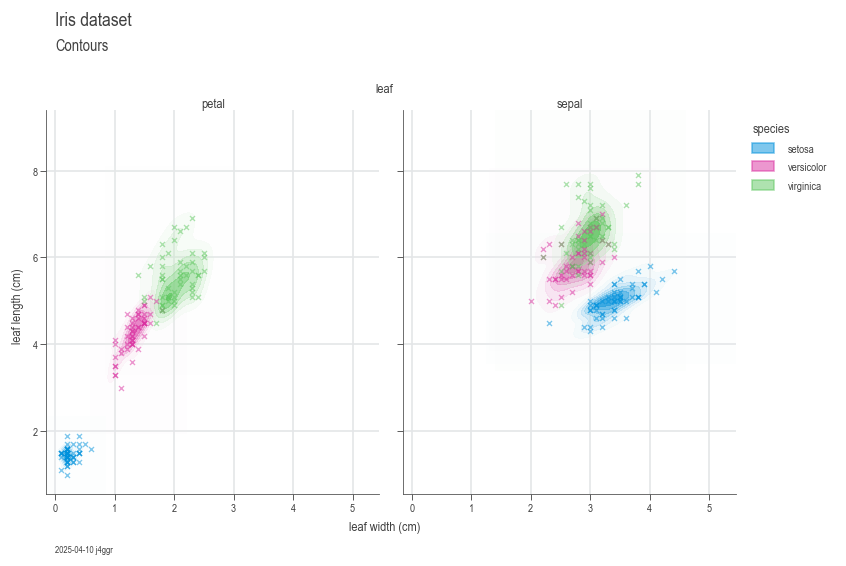 Iris dataset
Contours
leaf
petal
sepal
species
setosa
versicolor
virginica
leaf length (cm)
8
6
4
2
0 1 2 3 4 5
0 1 2 3 4 5
leaf width (cm)
2025-04-10 j4ggr